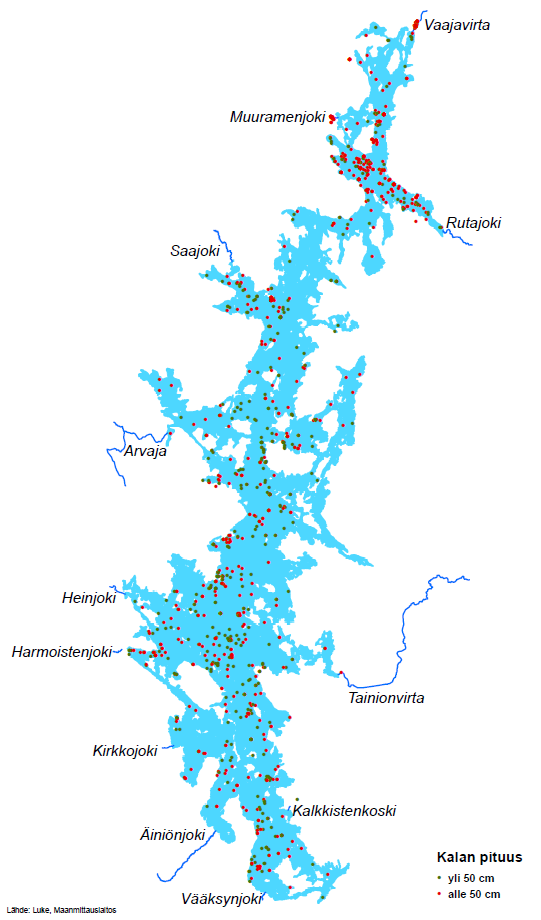 Vaajavirta
Muuramenjoki
Rutajoki
Saajoki
Arvaja
Heinjoki
Harmoistenjoki
Tainionvirta
Kirkkojoki
Kalkkistenkoski
Äiniönjoki
Vääksynjoki
Kalan pituus
yli 50 cm
alle 50 cm
Lähde: Luke, Maanmittauslaitos